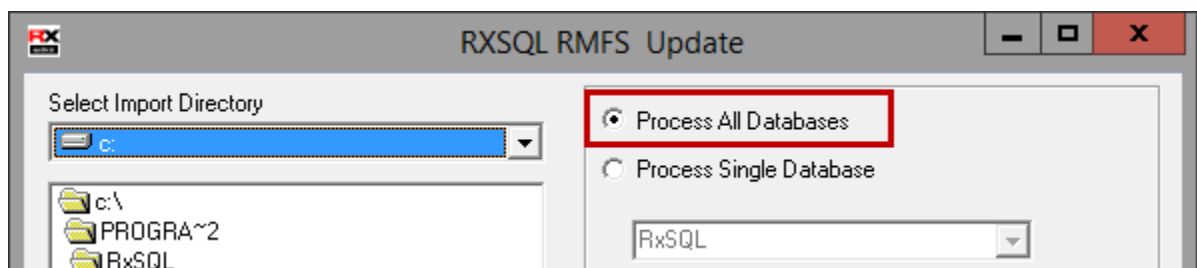 RX
RXSQL RMFS Update
Select Import Directory
c:
c:\
PROGRA~2
RxSQL
Process All Databases
Process Single Database
RxSQL